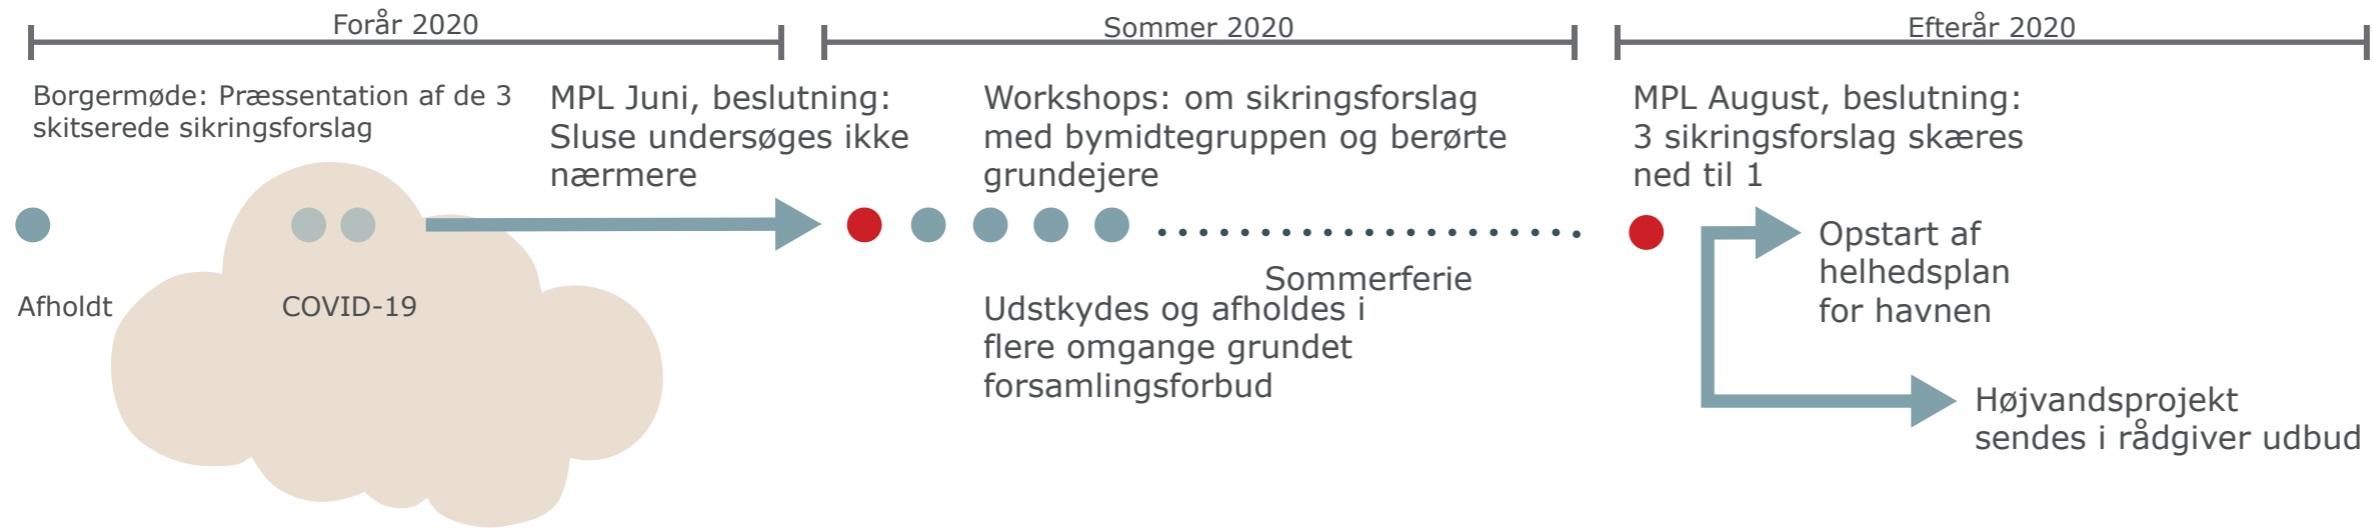 Forår 2020
Sommer 2020
Efterår 2020
Borgermøde: Præssentation af de 3
skitserede sikringsforslag
MPL Juni, beslutning:
Sluse undersøges ikke
nærmere
Workshops: om sikringsforslag
med bymidtegruppen og berørte
grundejere
MPL August, beslutning:
3 sikringsforslag skæres
ned til 1
Afholdt
COVID-19
Sommerferie
Udstkydes og afholdes i
flere omgange grundet
forsamlingsforbud
Opstart af
helhedsplan
for havnen
Højvandsprojekt
sendes i rådgiver udbud